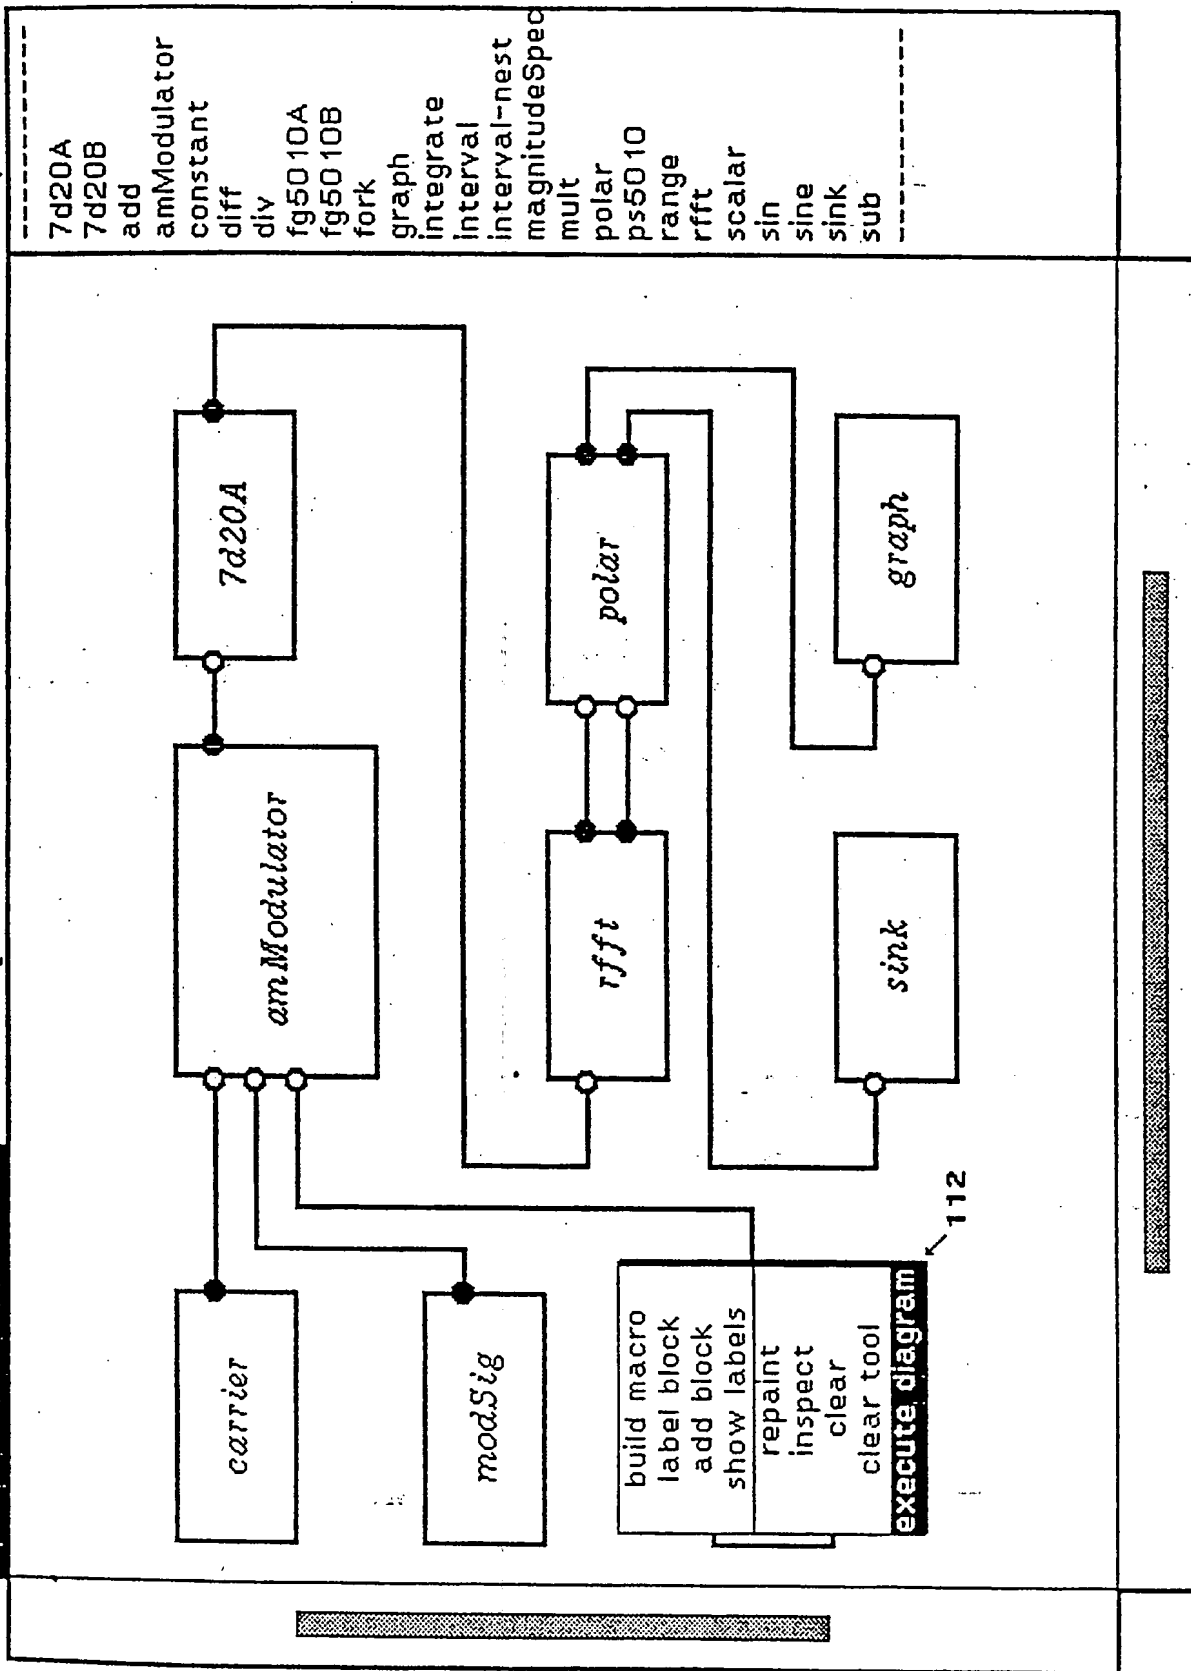 ----------
7d20A
7d20B
add
amModulator
constant
diff
div
fg5010A
fg5010B
fork
graph
integrate
interval
interval-nest
magnitudeSpec
mult
polar
ps5010
range
rfft
scalar
sin
sine
sink
sub
----------
carrier
amModulator
7d20A
modSig
rfft
polar
build macro
label block
add block
show labels
repaint
inspect
clear
clear tool
execute diagram
112
sink
graph